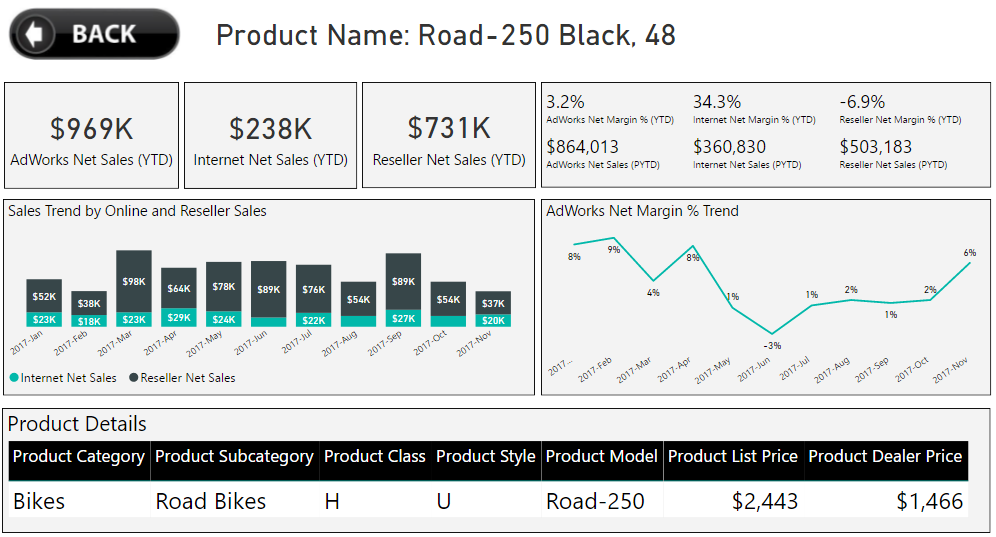 BACK
Product Name: Road-250 Black, 48
$969K
AdWorks Net Sales (YTD)
$238K
Internet Net Sales (YTD)
$731K
Reseller Net Sales (YTD)
3.2%
AdWorks Net Margin % (YTD)
34.3%
Internet Net Margin % (YTD)
-6.9%
Reseller Net Margin % (YTD)
$864,013
AdWorks Net Sales (PYTD)
$360,830
Internet Net Sales (PYTD)
$503,183
Reseller Net Sales (PYTD)
Sales Trend by Online and Reseller Sales
$52K $38K $98K $64K $78K $89K $76K $54K $89K $54K $37K
$23K $18K $23K $29K $24K $22K $27K $20K
2017-Jan 2017-Feb 2017-Mar 2017-Apr 2017-May 2017-Jun 2017-Jul 2017-Aug 2017-Sep 2017-Oct 2017-Nov
Internet Net Sales Reseller Net Sales
AdWorks Net Margin % Trend
8% 9% 4% 8% 1% -3% 1% 2% 1% 2% 6%
2017-... 2017-Feb 2017-Mar 2017-Apr 2017-May 2017-Jun 2017-Jul 2017-Aug 2017-Sep 2017-Oct 2017-Nov
Product Details
Product Category Product Subcategory Product Class Product Style Product Model Product List Price Product Dealer Price
Bikes Road Bikes H U Road-250 $2,443 $1,466